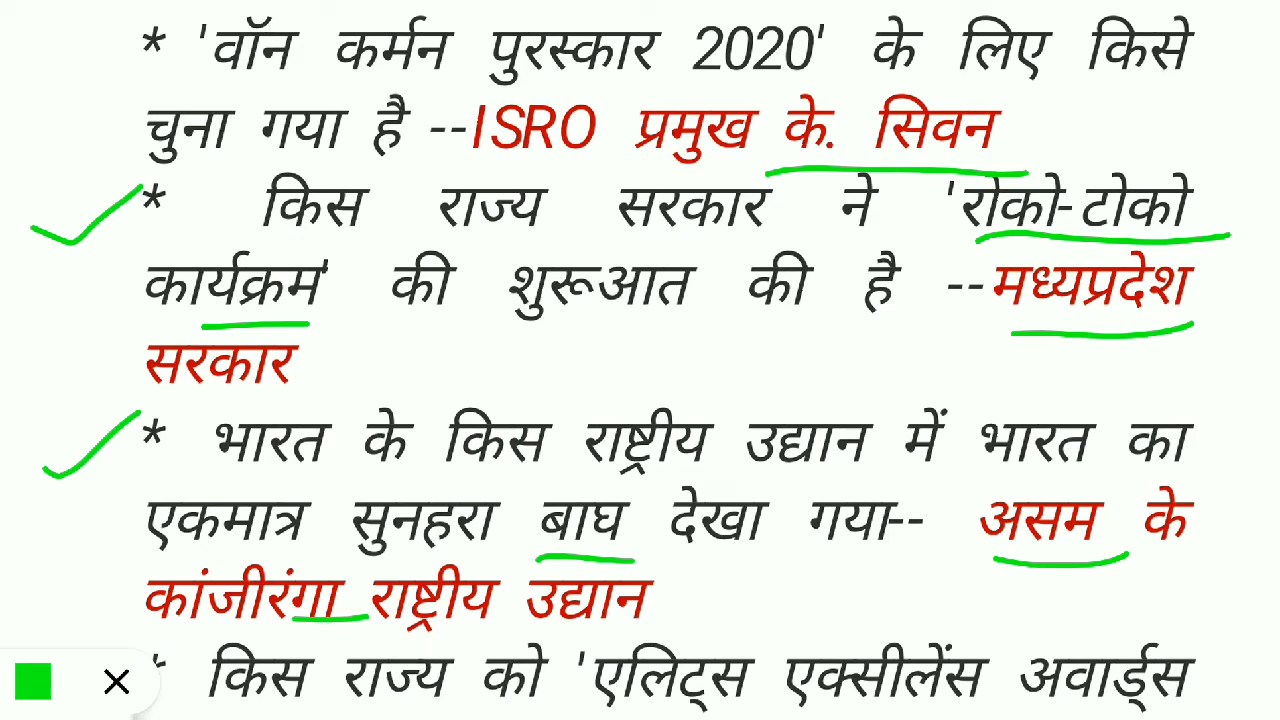 * 'वॉन कर्मन पुरस्कार 2020' के लिए किसे
चुना गया है --ISRO प्रमुख के. सिवन
* किस राज्य सरकार ने 'रोको-टोको
कार्यक्रम' की शुरूआत की है --मध्यप्रदेश
सरकार
* भारत के किस राष्ट्रीय उद्यान में भारत का
एकमात्र सुनहरा बाघ देखा गया-- असम के
कांजीरंगा राष्ट्रीय उद्यान
* किस राज्य को 'एलिट्स एक्सीलेंस अवार्ड्स